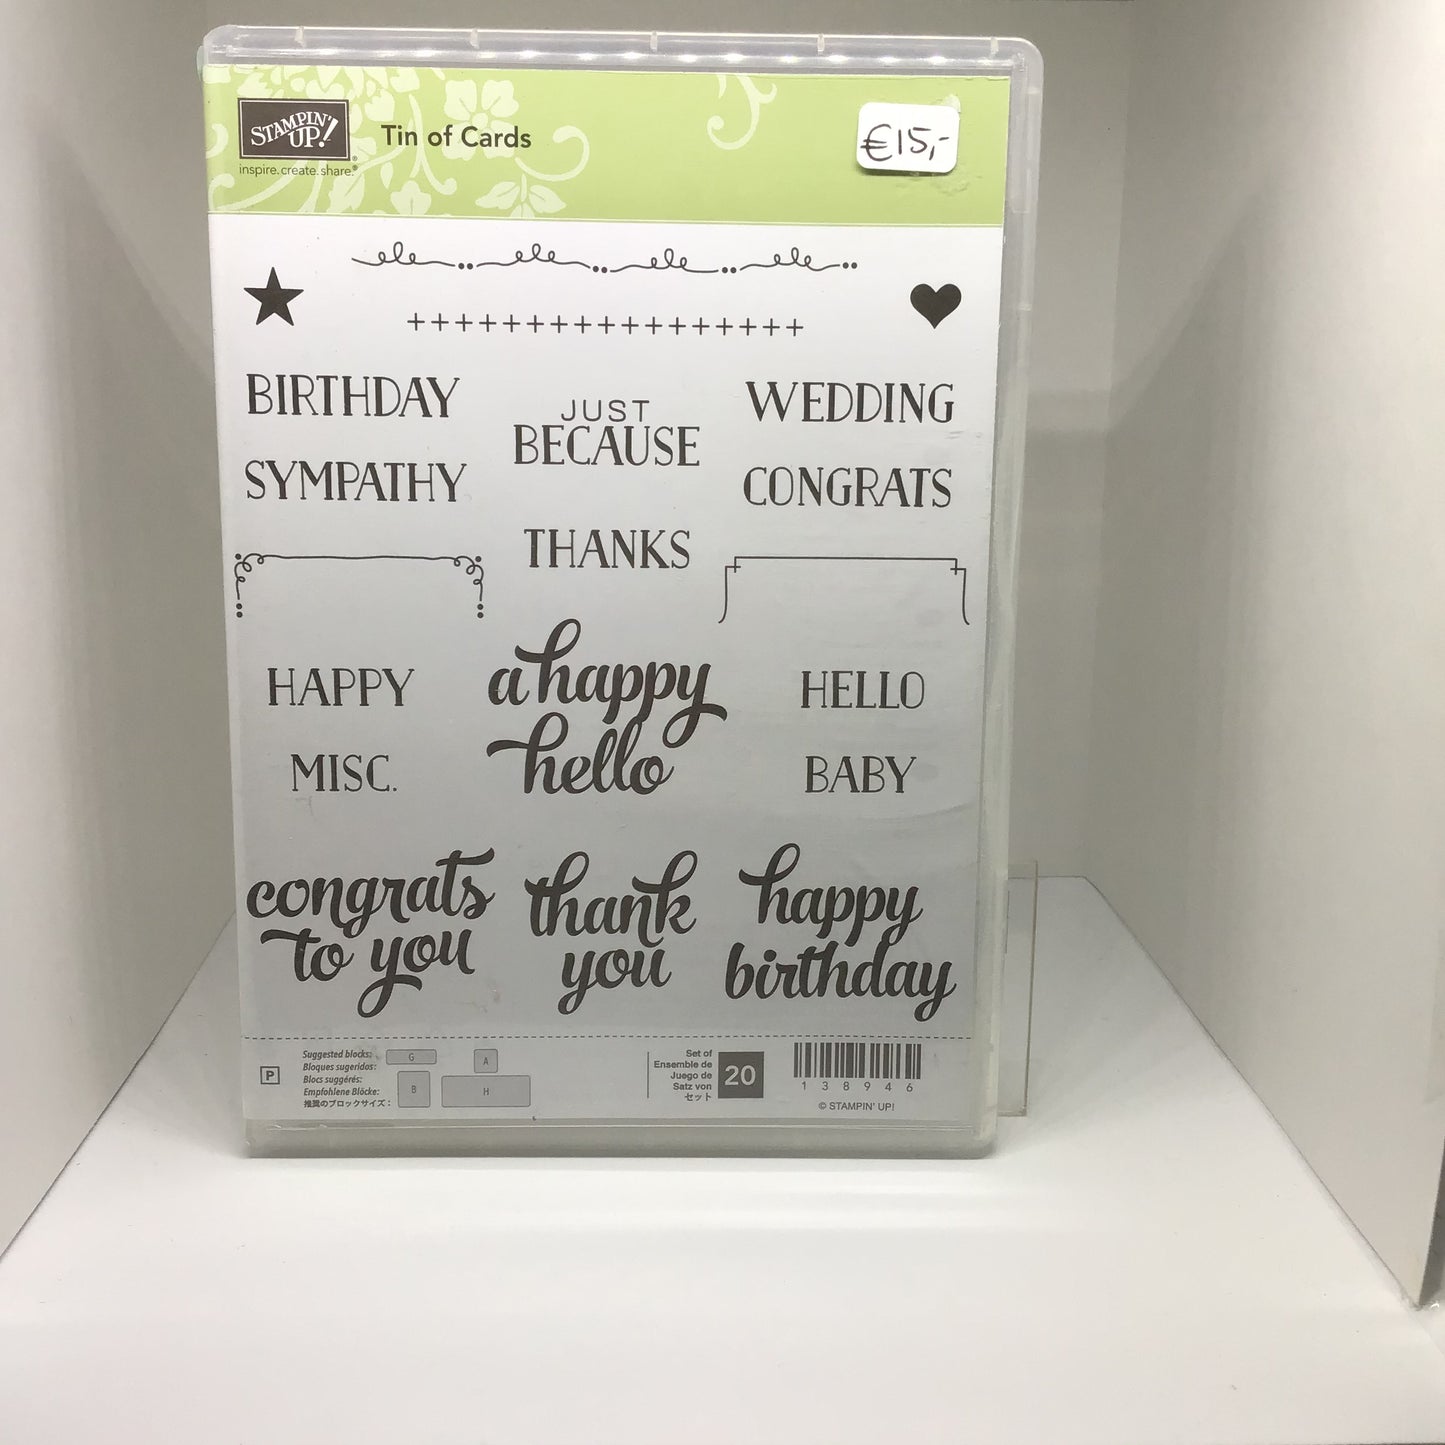 STAMPIN' UP!®
inspire.create.share.®
Tin of Cards
€15,-
+++++++++++++++++
BIRTHDAY
JUST
BECAUSE
WEDDING
SYMPATHY
CONGRATS
THANKS
HAPPY
a happy
hello
HELLO
MISC.
BABY
congrats
to you
thank
you
happy
birthday
P
Suggested blocks:
Bloques sugeridos:
Blocs suggérés:
Empfohlene Blöcke:
推奨のブロックサイズ：
G
A
B
H
Set of
Ensemble de
Juego de
Satz von
セット
20
138946
© STAMPIN' UP!